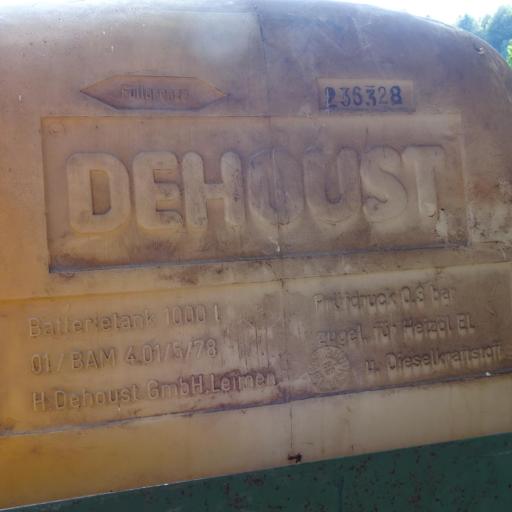 Füllgrenze
236328
DEHOUST
Batterietank 1000 l
01/BAM 4.01/5/78
H.Dehoust GmbH.Leimen
Prüfdruck 0,3 bar
zugel. für Heizöl EL
u. Dieselkraftstoff